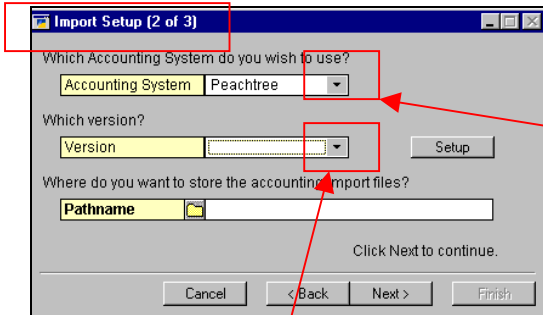 Import Setup (2 of 3)
Which Accounting System do you wish to use?
Accounting System Peachtree
Which version?
Version Setup
Where do you want to store the accounting import files?
Pathname
Click Next to continue.
Cancel < Back Next > Finish